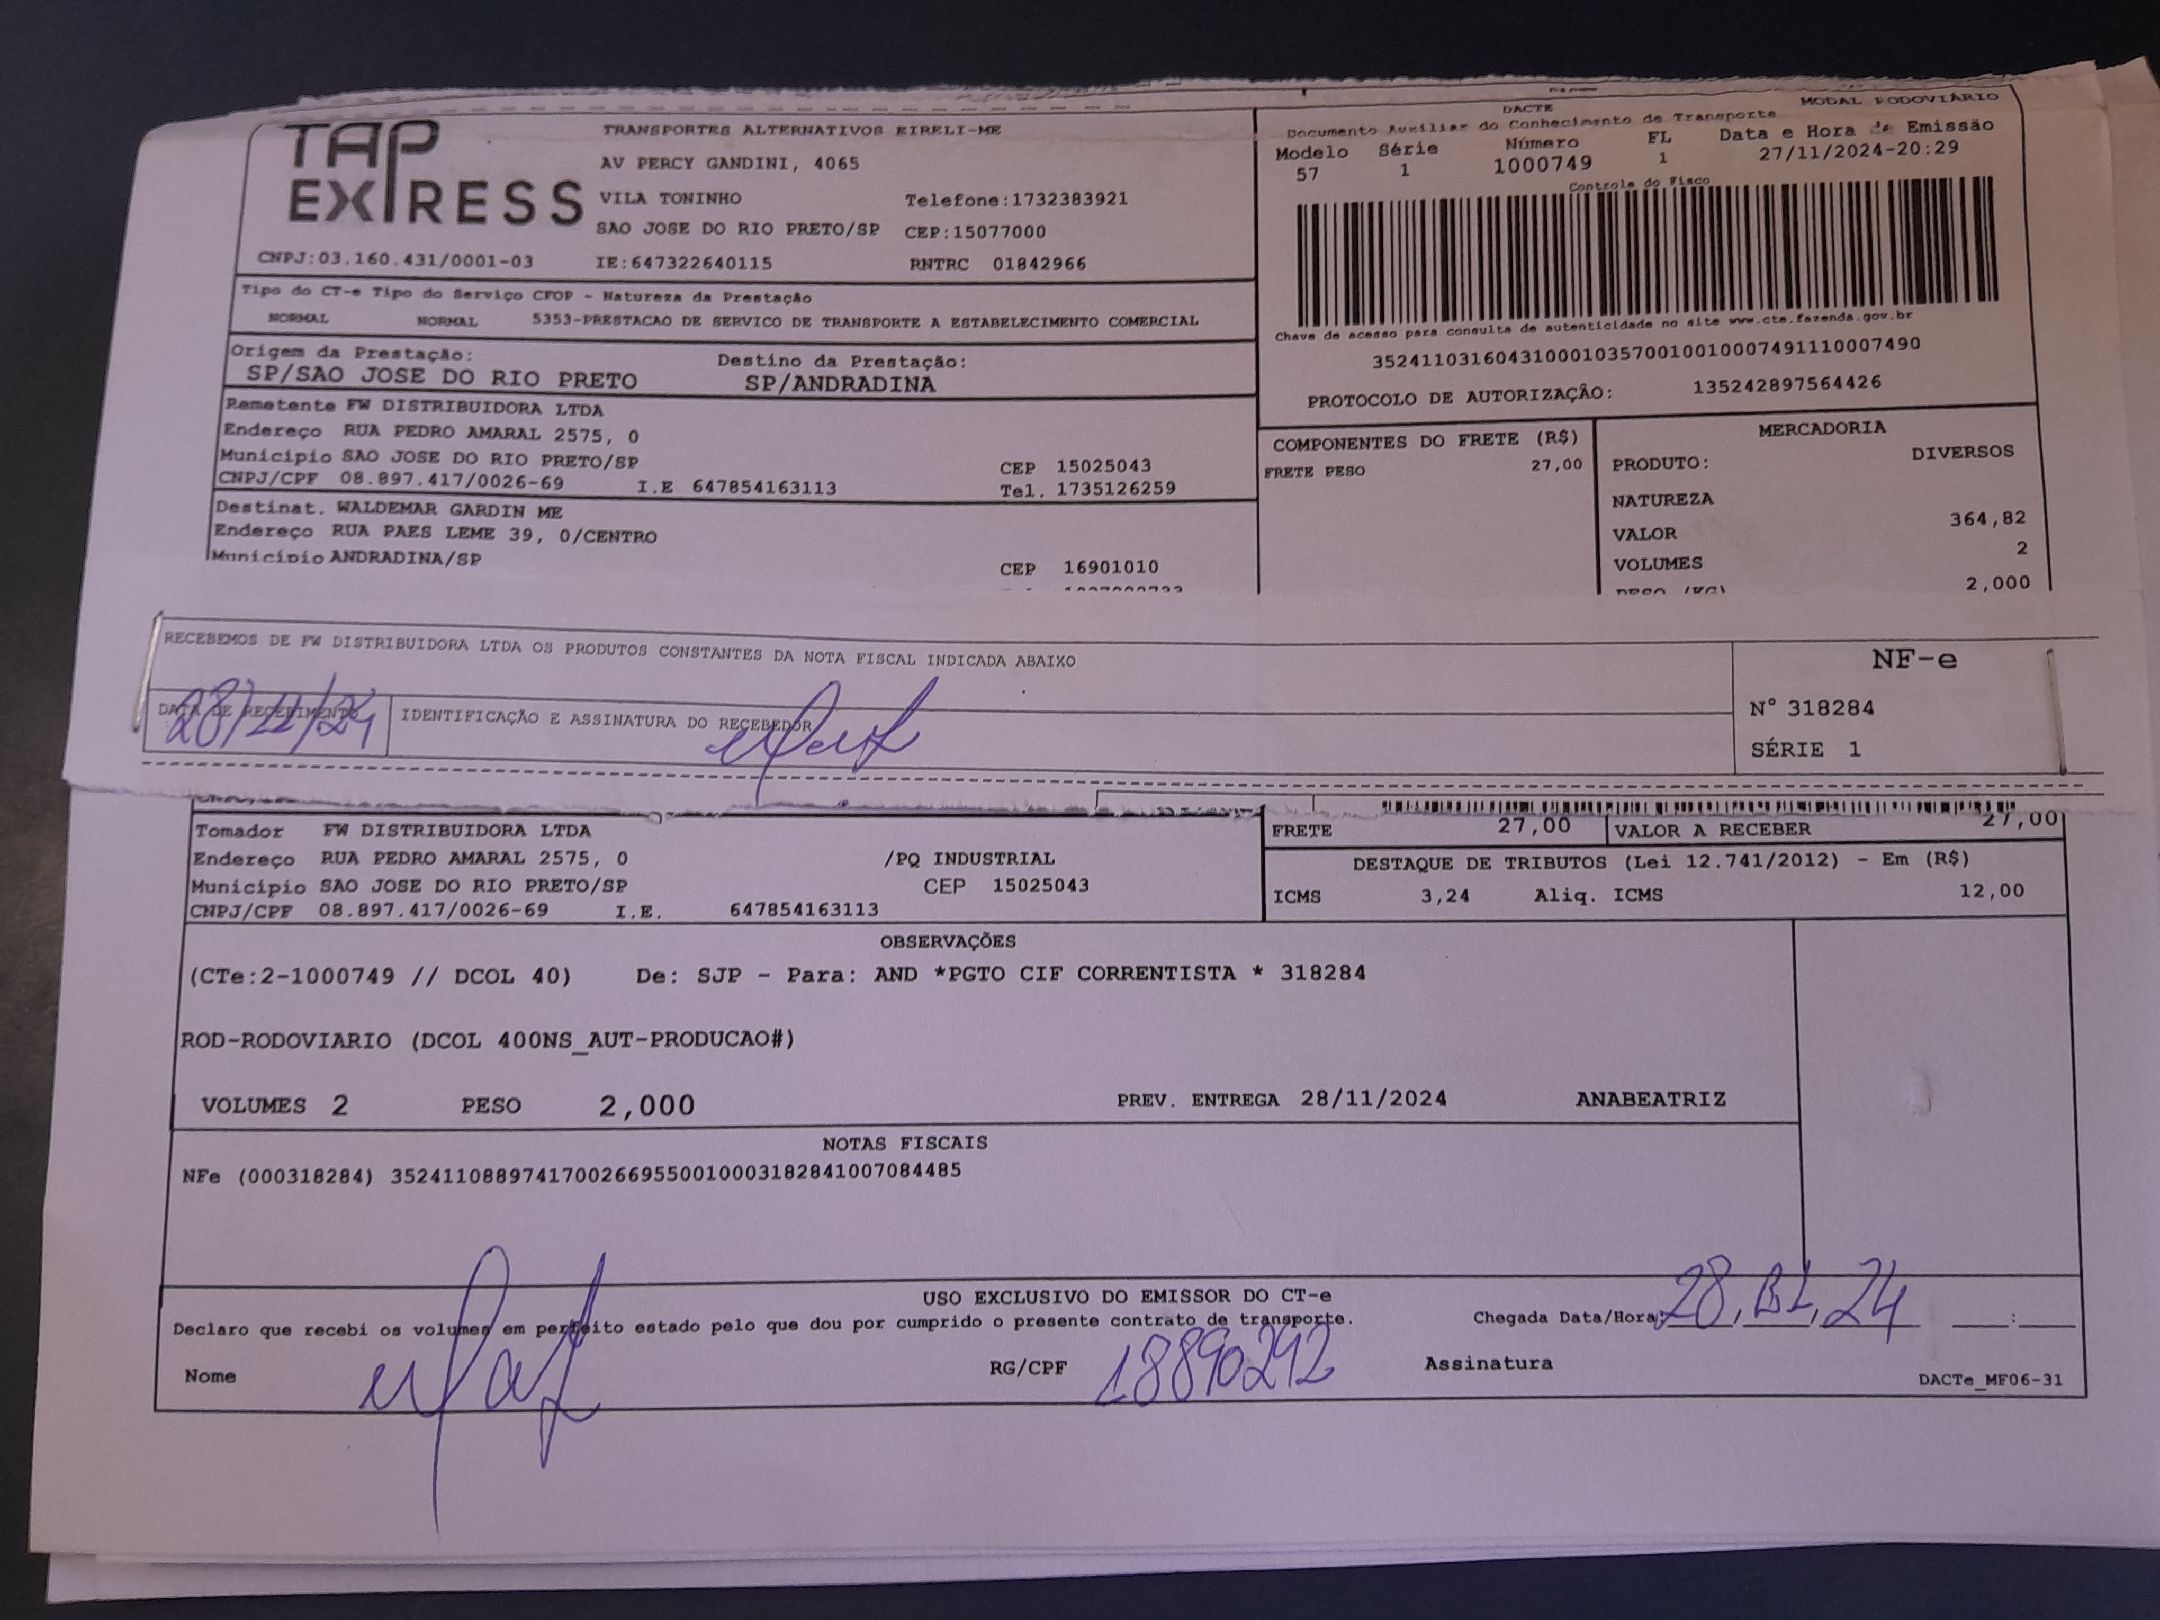 TAP EXPRESS
TRANSPORTES ALTERNATIVOS EIRELI-ME
AV PERCY GANDINI, 4065
VILA TONINHO Telefone:1732383921
SAO JOSE DO RIO PRETO/SP CEP:15077000
CNPJ:03.160.431/0001-03 IE:647322640115 RNTRC 01842966
DACTE MODAL RODOVIÁRIO
Documento Auxiliar do Conhecimento de Transporte
Modelo Série Número FL Data e Hora de Emissão
57 1 1000749 1 27/11/2024-20:29
Controle do Fisco
Chave de acesso para consulta de autenticidade no site www.cte.fazenda.gov.br
35241103160431000103570010010007491110007490
PROTOCOLO DE AUTORIZAÇÃO: 135242897564426
Tipo do CT-e Tipo do Serviço CFOP - Natureza da Prestação
NORMAL NORMAL 5353-PRESTACAO DE SERVICO DE TRANSPORTE A ESTABELECIMENTO COMERCIAL
Origem da Prestação: Destino da Prestação:
SP/SAO JOSE DO RIO PRETO SP/ANDRADINA
Remetente FW DISTRIBUIDORA LTDA
Endereço RUA PEDRO AMARAL 2575, 0
Município SAO JOSE DO RIO PRETO/SP CEP 15025043
CNPJ/CPF 08.897.417/0026-69 I.E 647854163113 Tel. 1735126259
Destinat. WALDEMAR GARDIN ME
Endereço RUA PAES LEME 39, 0/CENTRO
Município ANDRADINA/SP CEP 16901010
COMPONENTES DO FRETE (R$)
FRETE PESO 27,00
MERCADORIA
PRODUTO: DIVERSOS
NATUREZA
VALOR 364,82
VOLUMES 2
PESO (KG) 2,000
RECEBEMOS DE FW DISTRIBUIDORA LTDA OS PRODUTOS CONSTANTES DA NOTA FISCAL INDICADA ABAIXO
DATA DE RECEBIMENTO IDENTIFICAÇÃO E ASSINATURA DO RECEBEDOR
28/11/24
NF-e
N° 318284
SÉRIE 1
Tomador FW DISTRIBUIDORA LTDA
Endereço RUA PEDRO AMARAL 2575, 0 /PQ INDUSTRIAL
Município SAO JOSE DO RIO PRETO/SP CEP 15025043
CNPJ/CPF 08.897.417/0026-69 I.E. 647854163113
FRETE 27,00 VALOR A RECEBER 27,00
DESTAQUE DE TRIBUTOS (Lei 12.741/2012) - Em (R$)
ICMS 3,24 Aliq. ICMS 12,00
OBSERVAÇÕES
(CTe:2-1000749 // DCOL 40) De: SJP - Para: AND *PGTO CIF CORRENTISTA * 318284
ROD-RODOVIARIO (DCOL 400NS_AUT-PRODUCAO#)
VOLUMES 2 PESO 2,000 PREV. ENTREGA 28/11/2024 ANABEATRIZ
NOTAS FISCAIS
NFe (000318284) 35241108897417002669550010003182841007084485
USO EXCLUSIVO DO EMISSOR DO CT-e
Declaro que recebi os volumes em perfeito estado pelo que dou por cumprido o presente contrato de transporte. Chegada Data/Hora: 28, 11, 24 :
Nome RG/CPF 18890292 Assinatura
DACTe_MF06-31